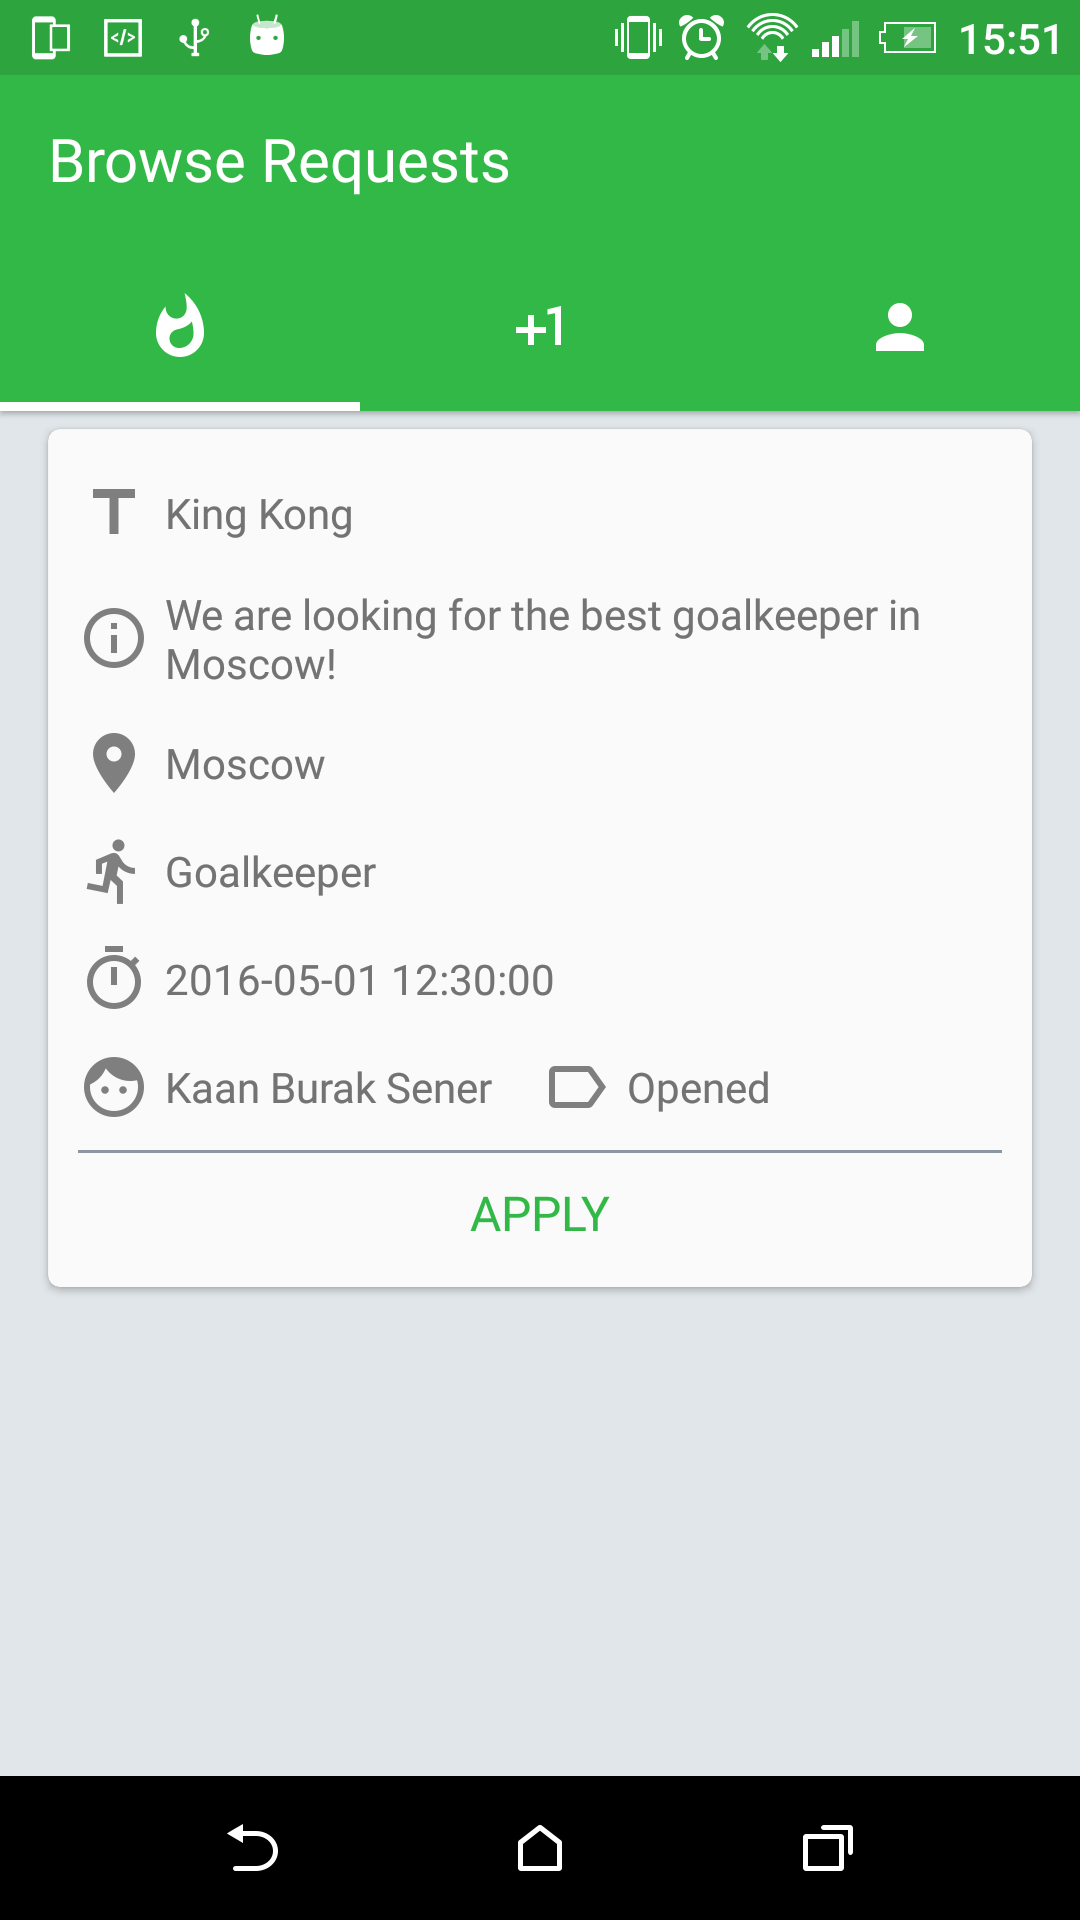 15:51
Browse Requests
+1
King Kong
We are looking for the best goalkeeper in
Moscow!
Moscow
Goalkeeper
2016-05-01 12:30:00
Kaan Burak Sener Opened
APPLY